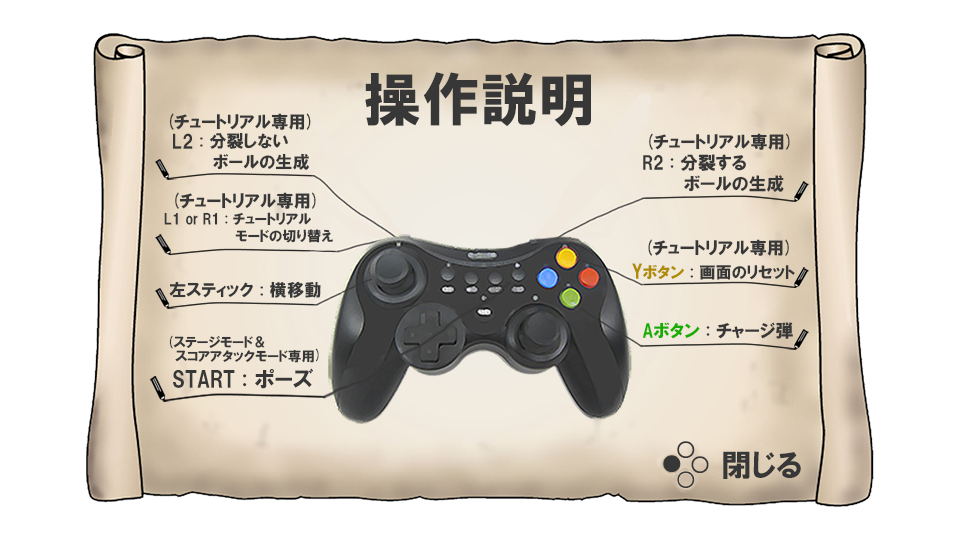 操作説明
(チュートリアル専用)
L2：分裂しない
ボールの生成
(チュートリアル専用)
L1 or R1：チュートリアル
モードの切り替え
左スティック：横移動
(ステージモード＆
スコアアタックモード専用)
START：ポーズ
(チュートリアル専用)
R2：分裂する
ボールの生成
(チュートリアル専用)
Yボタン：画面のリセット
Aボタン：チャージ弾
閉じる